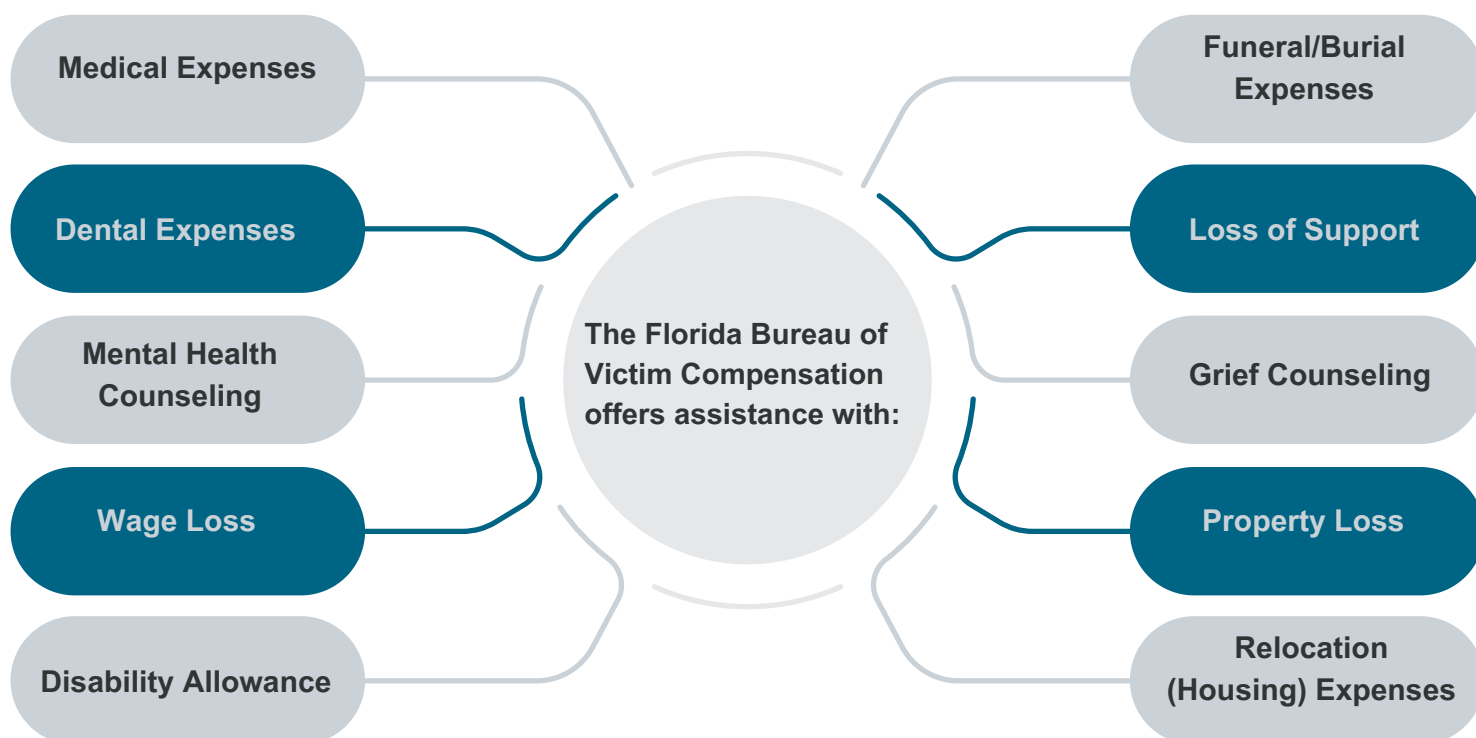 Medical Expenses
Dental Expenses
Mental Health
Counseling
Wage Loss
Disability Allowance
The Florida Bureau of
Victim Compensation
offers assistance with:
Funeral/Burial
Expenses
Loss of Support
Grief Counseling
Property Loss
Relocation
(Housing) Expenses